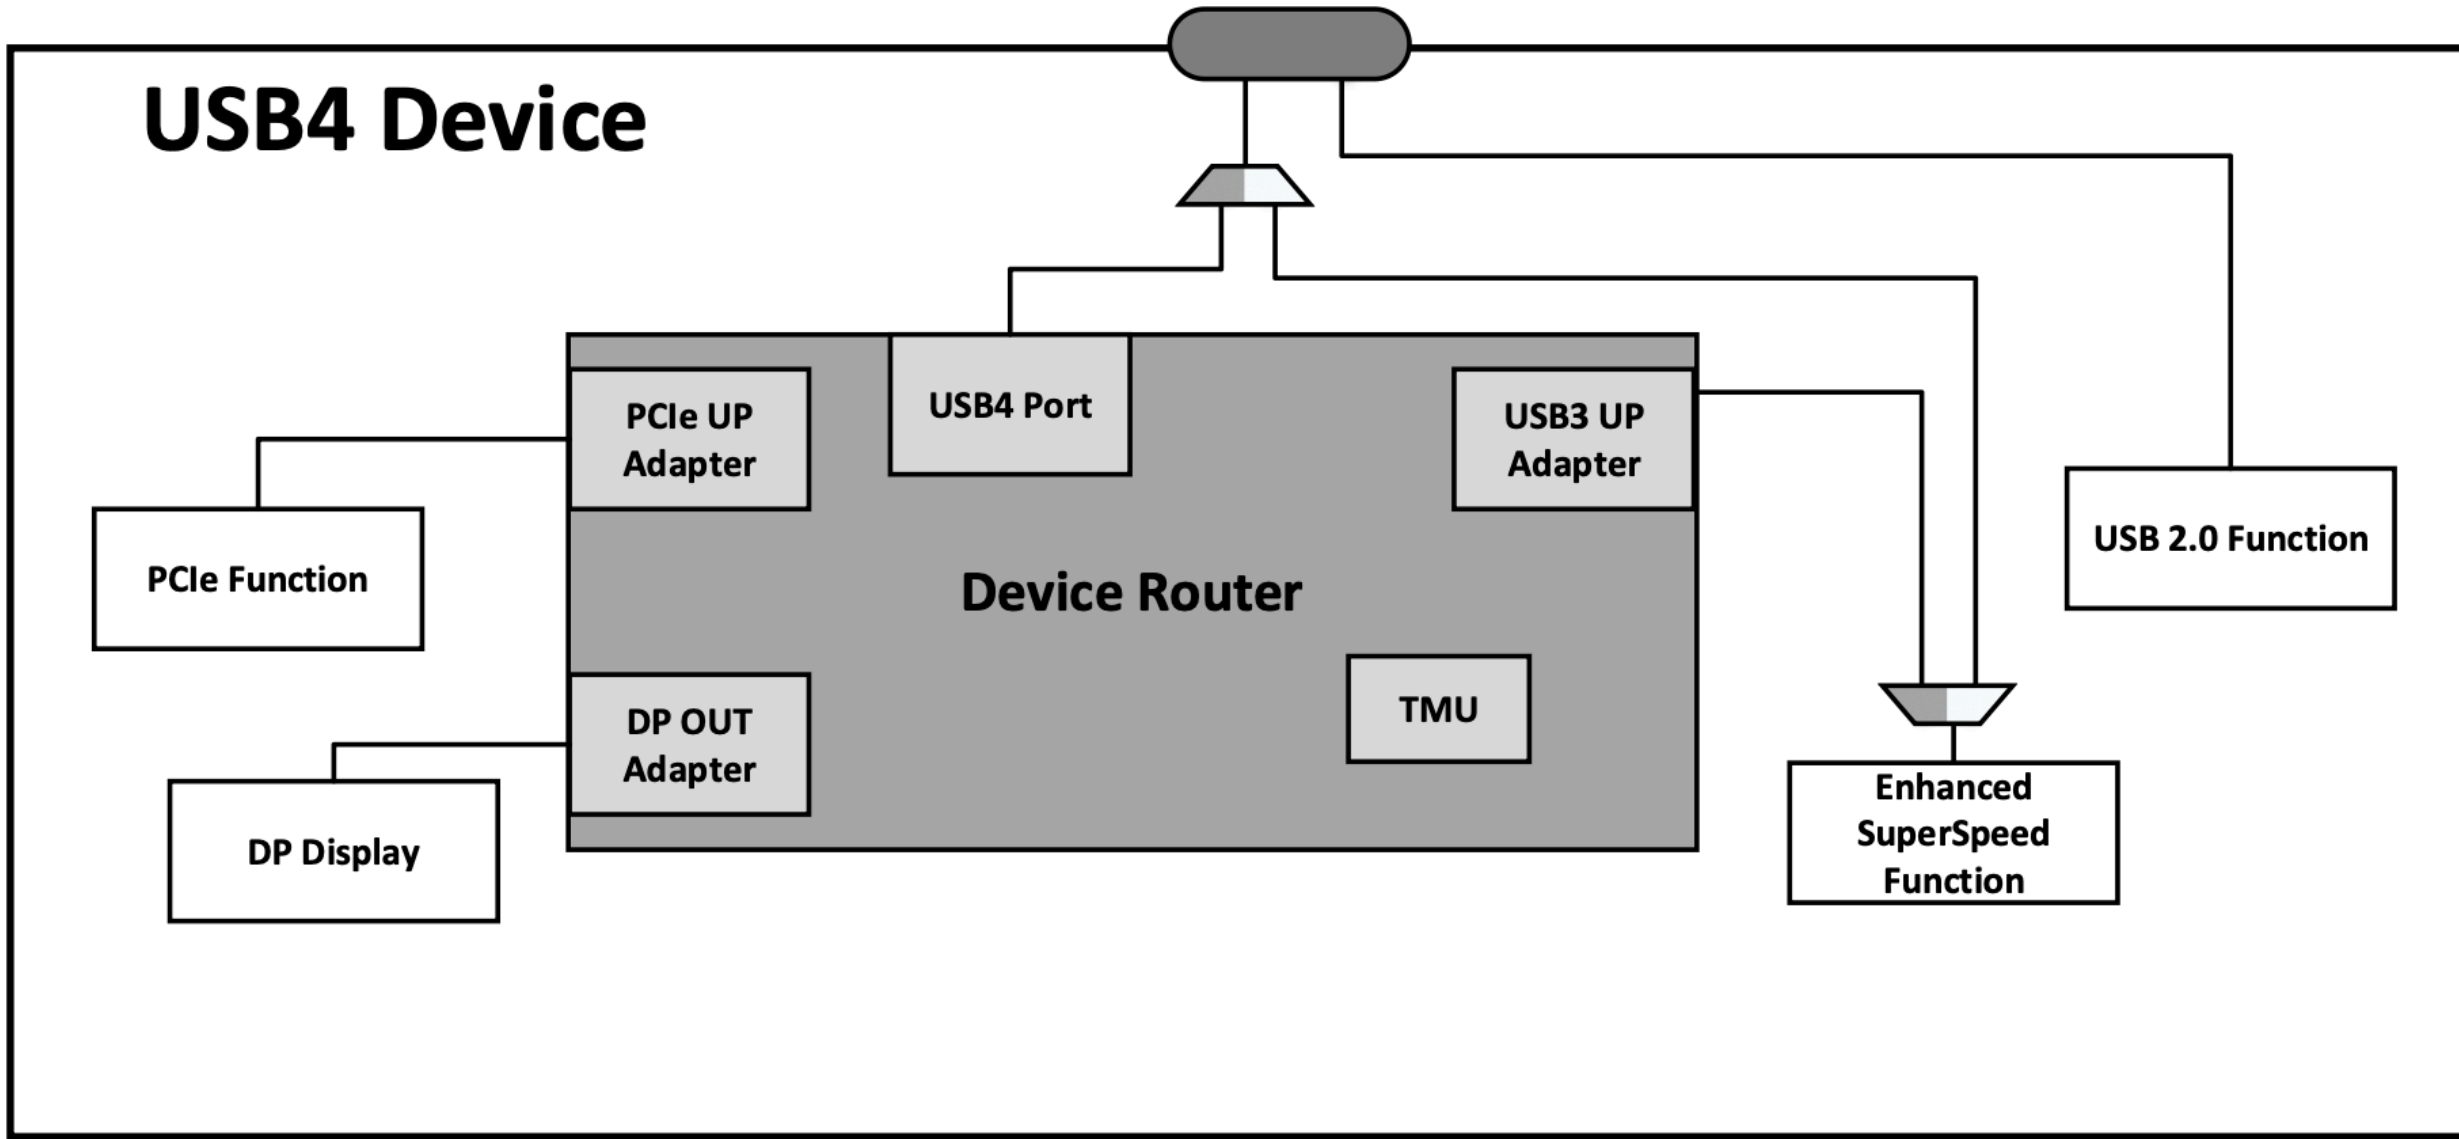 USB4 Device
PCIe UP
Adapter
USB4 Port
USB3 UP
Adapter
PCIe Function
USB 2.0 Function
Device Router
DP OUT
Adapter
TMU
DP Display
Enhanced
SuperSpeed
Function